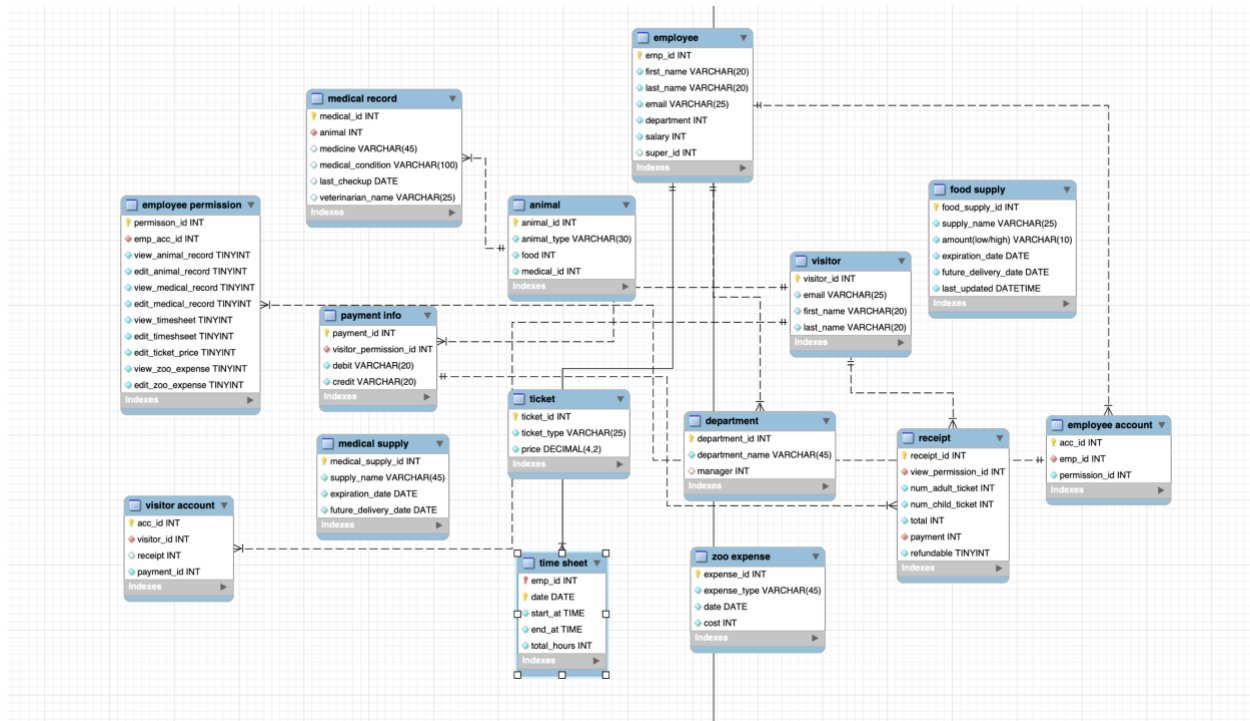 employee
emp_id INT
first_name VARCHAR(20)
last_name VARCHAR(20)
email VARCHAR(25)
department INT
salary INT
super_id INT
Indexes
medical record
medical_id INT
animal INT
medicine VARCHAR(45)
medical_condition VARCHAR(100)
last_checkup DATE
veterinarian_name VARCHAR(25)
Indexes
employee permission
permisson_id INT
emp_acc_id INT
view_animal_record TINYINT
edit_animal_record TINYINT
view_medical_record TINYINT
edit_medical_record TINYINT
view_timesheet TINYINT
edit_timesheeet TINYINT
edit_ticket_price TINYINT
view_zoo_expense TINYINT
edit_zoo_expense TINYINT
Indexes
animal
animal_id INT
animal_type VARCHAR(30)
food INT
medical_id INT
Indexes
food supply
food_supply_id INT
supply_name VARCHAR(25)
amount(low/high) VARCHAR(10)
expiration_date DATE
future_delivery_date DATE
last_updated DATETIME
Indexes
visitor
visitor_id INT
email VARCHAR(25)
first_name VARCHAR(20)
last_name VARCHAR(20)
Indexes
payment info
payment_id INT
visitor_permission_id INT
debit VARCHAR(20)
credit VARCHAR(20)
Indexes
ticket
ticket_id INT
ticket_type VARCHAR(25)
price DECIMAL(4,2)
Indexes
department
department_id INT
department_name VARCHAR(45)
manager INT
Indexes
receipt
receipt_id INT
view_permission_id INT
num_adult_ticket INT
num_child_ticket INT
total INT
payment INT
refundable TINYINT
Indexes
employee account
acc_id INT
emp_id INT
permission_id INT
Indexes
medical supply
medical_supply_id INT
supply_name VARCHAR(45)
expiration_date DATE
future_delivery_date DATE
Indexes
visitor account
acc_id INT
visitor_id INT
receipt INT
payment_id INT
Indexes
time sheet
emp_id INT
date DATE
start_at TIME
end_at TIME
total_hours INT
Indexes
zoo expense
expense_id INT
expense_type VARCHAR(45)
date DATE
cost INT
Indexes